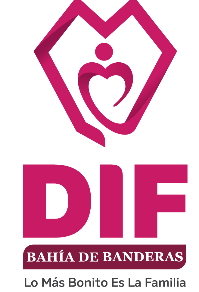 DIF
BAHÍA DE BANDERAS
Lo Más Bonito Es La Familia